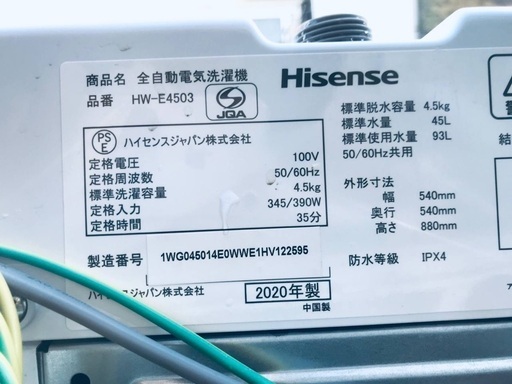 商品名 全自動電気洗濯機
品番 HW-E4503
JQA
Hisense
PS
E
ハイセンスジャパン株式会社
定格電圧 100V
定格周波数 50/60Hz
標準洗濯容量 4.5kg
定格入力 345/390W
定格時間 35分
製造番号 1WG045014E0WWE1HV122595
ハイセンスジャパン株式会社
2020年製
中国製
標準脱水容量 4.5kg
標準水量 45L
標準使用水量 93L
50/60Hz共用
外形寸法
幅 540mm
奥行 540mm
高さ 880mm
防水等級 IPX4
結